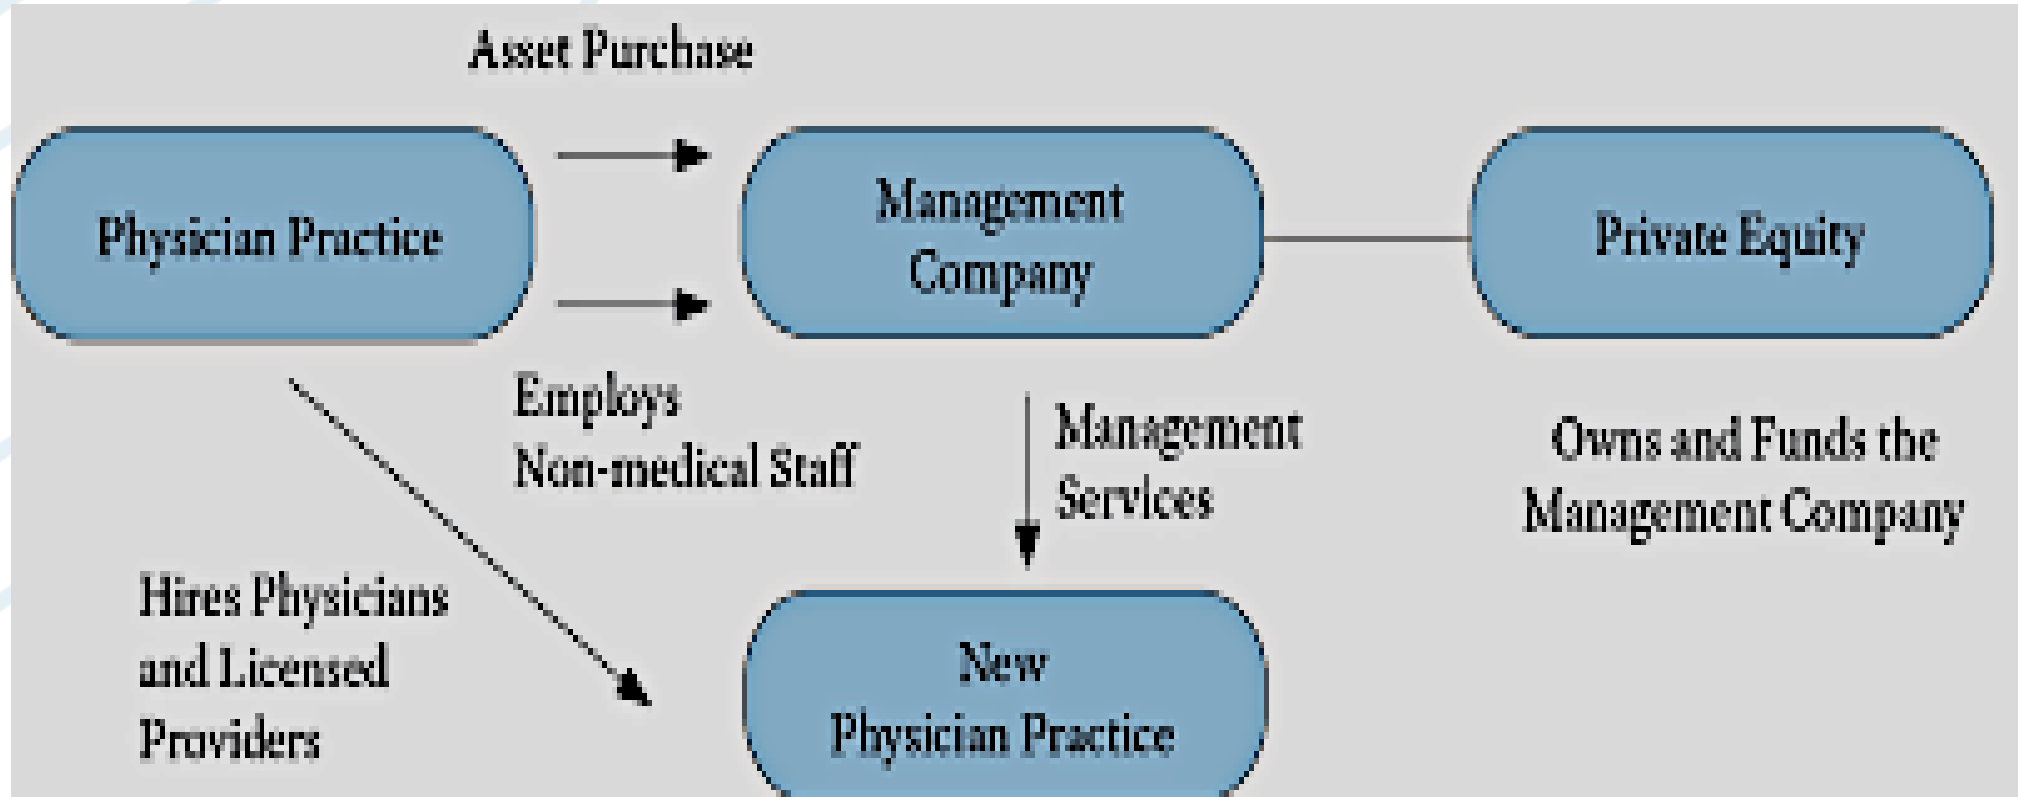 Asset Purchase
Physician Practice
Management
Company
Private Equity
Employs
Non-medical Staff
Management
Services
Owns and Funds the
Management Company
Hires Physicians
and Licensed
Providers
New
Physician Practice